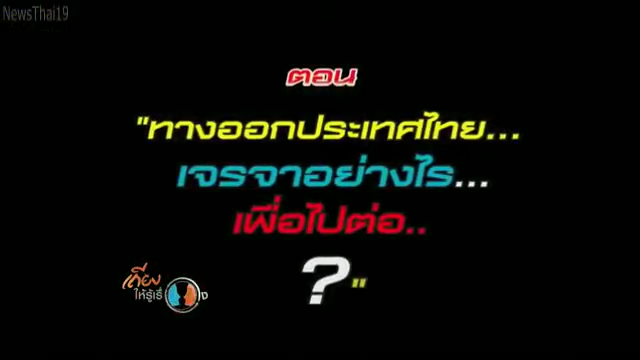 NewsThai19
ตอน
"ทางออกประเทศไทย...
เจรจาอย่างไร...
เพื่อไปต่อ..
?"
เถียง
ให้รู้เรื่อง